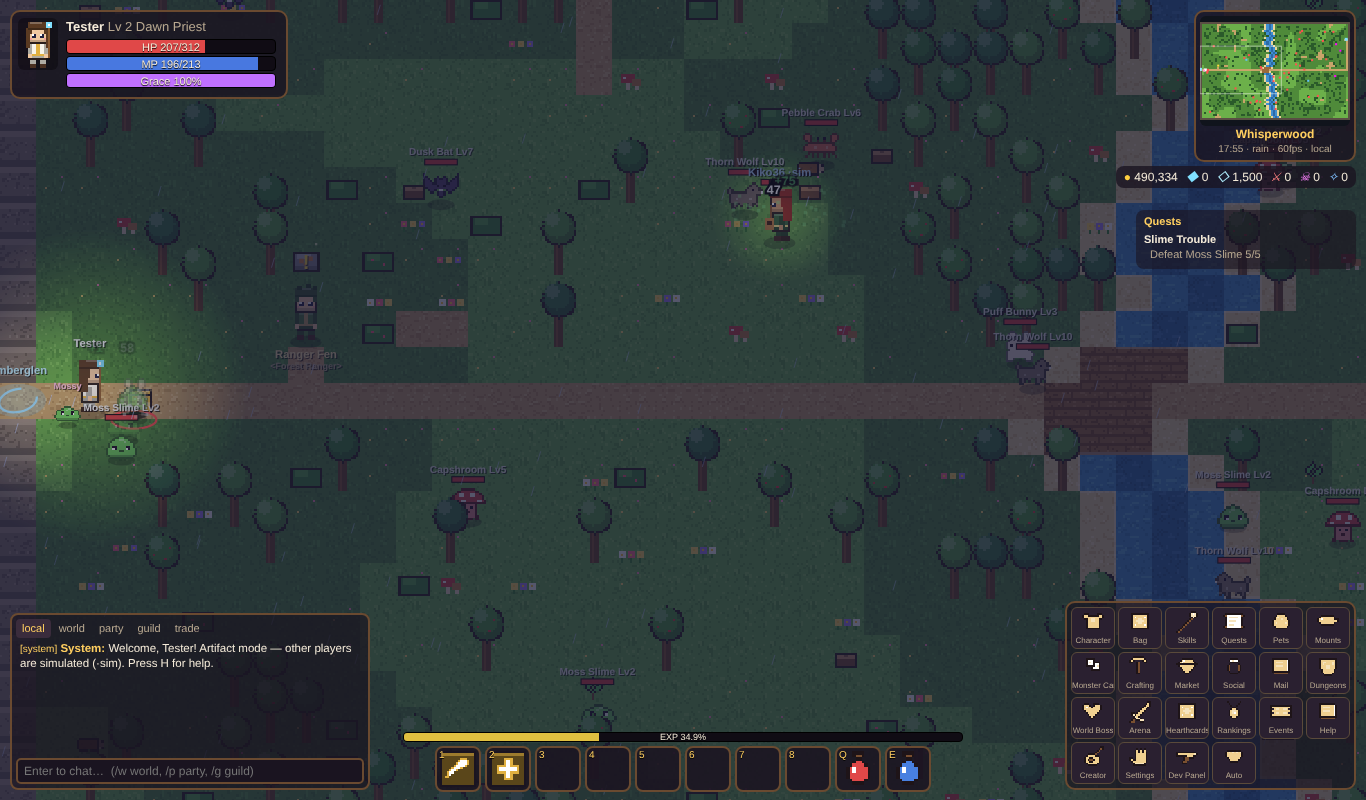 Tester Lv 2 Dawn Priest
HP 207/312
MP 196/213
Grace 100%
Whisperwood
17:55 · rain · 60fps · local
490,334 0 1,500 0 0 0
Quests
Slime Trouble
Defeat Moss Slime 5/5
Pebble Crab Lv6
Dusk Bat Lv7
Thorn Wolf Lv10
Kiko36·sim
+75
47
Puff Bunny Lv3
Thorn Wolf Lv10
Ranger Fen
<Forest Ranger>
Tester
58
mberglen
Mossy
Moss Slime Lv2
Capshroom Lv5
Moss Slime Lv2
Capshroom
Thorn Wolf Lv10
Moss Slime Lv2
local world party guild trade
[system] System: Welcome, Tester! Artifact mode — other players
are simulated (·sim). Press H for help.
Enter to chat… (/w world, /p party, /g guild)
EXP 34.9%
1 2 3 4 5 6 7 8 Q – E –
Character Bag Skills Quests Pets Mounts
Monster Ca Crafting Market Social Mail Dungeons
World Boss Arena Hearthcards Rankings Events Help
Creator Settings Dev Panel Auto